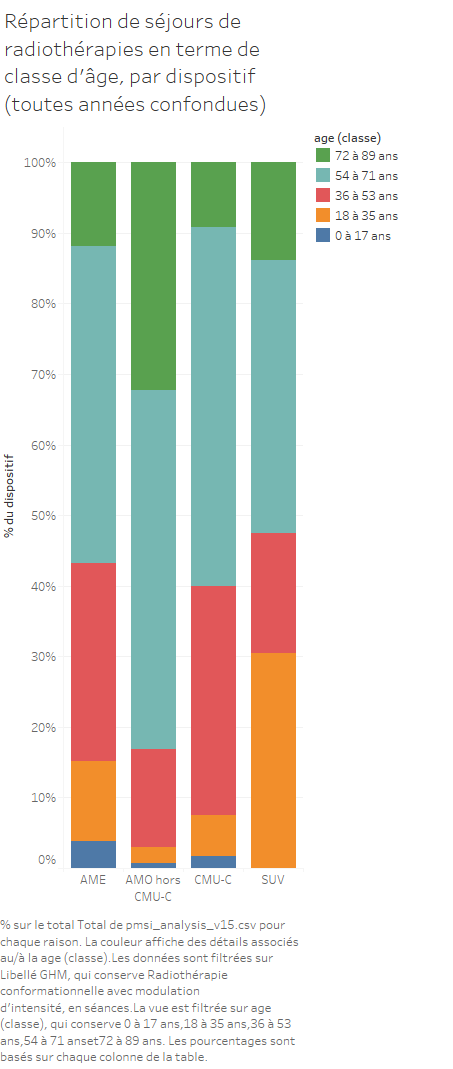 Répartition de séjours de
radiothérapies en terme de
classe d'âge, par dispositif
(toutes années confondues)
age (classe)
72 à 89 ans
54 à 71 ans
36 à 53 ans
18 à 35 ans
0 à 17 ans
% du dispositif
100%
90%
80%
70%
60%
50%
40%
30%
20%
10%
0%
AME
AMO hors
CMU-C
CMU-C
SUV
% sur le total Total de pmsi_analysis_v15.csv pour
chaque raison. La couleur affiche des détails associés
au/à la age (classe).Les données sont filtrées sur
Libellé GHM, qui conserve Radiothérapie
conformationnelle avec modulation
d'intensité, en séances.La vue est filtrée sur age
(classe), qui conserve 0 à 17 ans,18 à 35 ans,36 à 53
ans,54 à 71 anset72 à 89 ans. Les pourcentages sont
basés sur chaque colonne de la table.